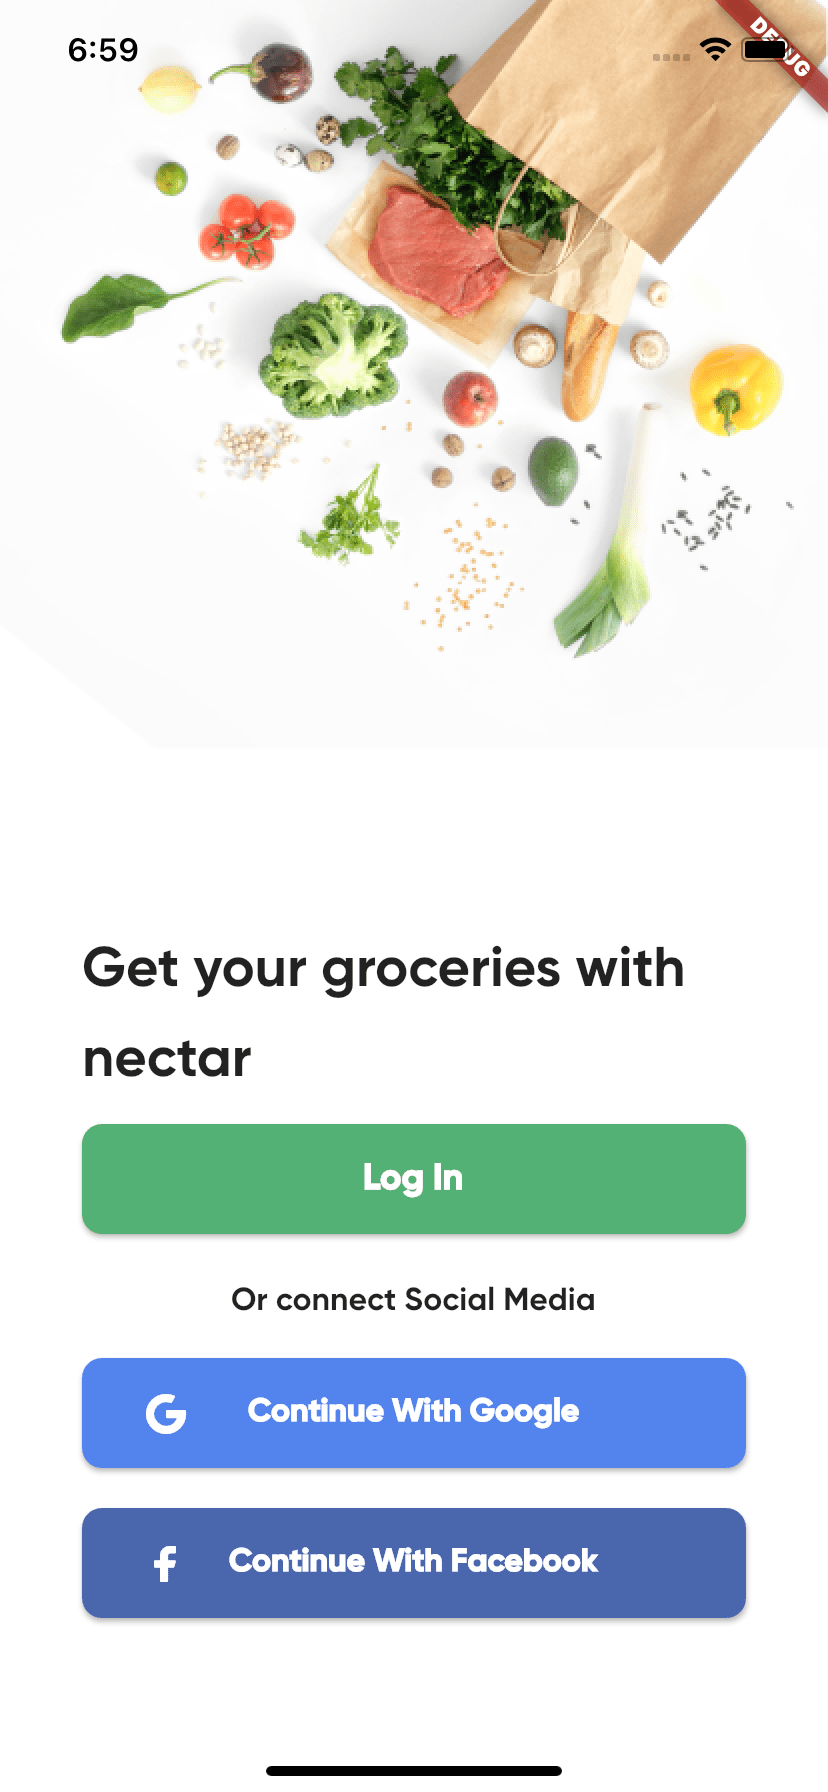 6:59
DEBUG
Get your groceries with
nectar
Log In
Or connect Social Media
Continue With Google
Continue With Facebook